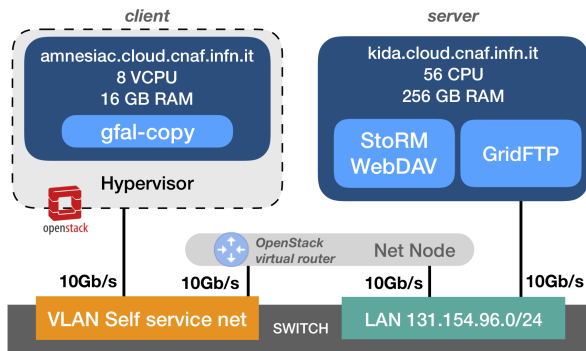 client
amnesiac.cloud.cnaf.infn.it
8 VCPU
16 GB RAM
gfal-copy
Hypervisor
openstack
server
kida.cloud.cnaf.infn.it
56 CPU
256 GB RAM
StoRM
WebDAV
GridFTP
OpenStack
virtual router
Net Node
10Gb/s
10Gb/s
10Gb/s
10Gb/s
VLAN Self service net
SWITCH
LAN 131.154.96.0/24